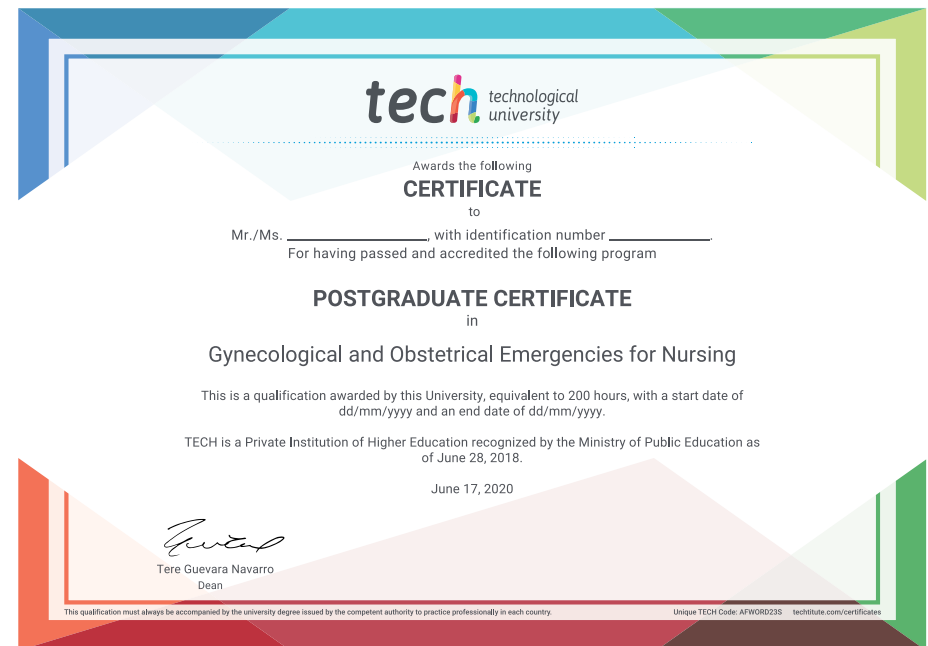 tech technological
university
Awards the following
CERTIFICATE
to
Mr./Ms. ____________________, with identification number ______________.
For having passed and accredited the following program
POSTGRADUATE CERTIFICATE
in
Gynecological and Obstetrical Emergencies for Nursing
This is a qualification awarded by this University, equivalent to 200 hours, with a start date of
dd/mm/yyyy and an end date of dd/mm/yyyy.
TECH is a Private Institution of Higher Education recognized by the Ministry of Public Education as
of June 28, 2018.
June 17, 2020
Tere Guevara Navarro
Dean
This qualification must always be accompanied by the university degree issued by the competent authority to practice professionally in each country.
Unique TECH Code: AFWORD23S techtitute.com/certificates